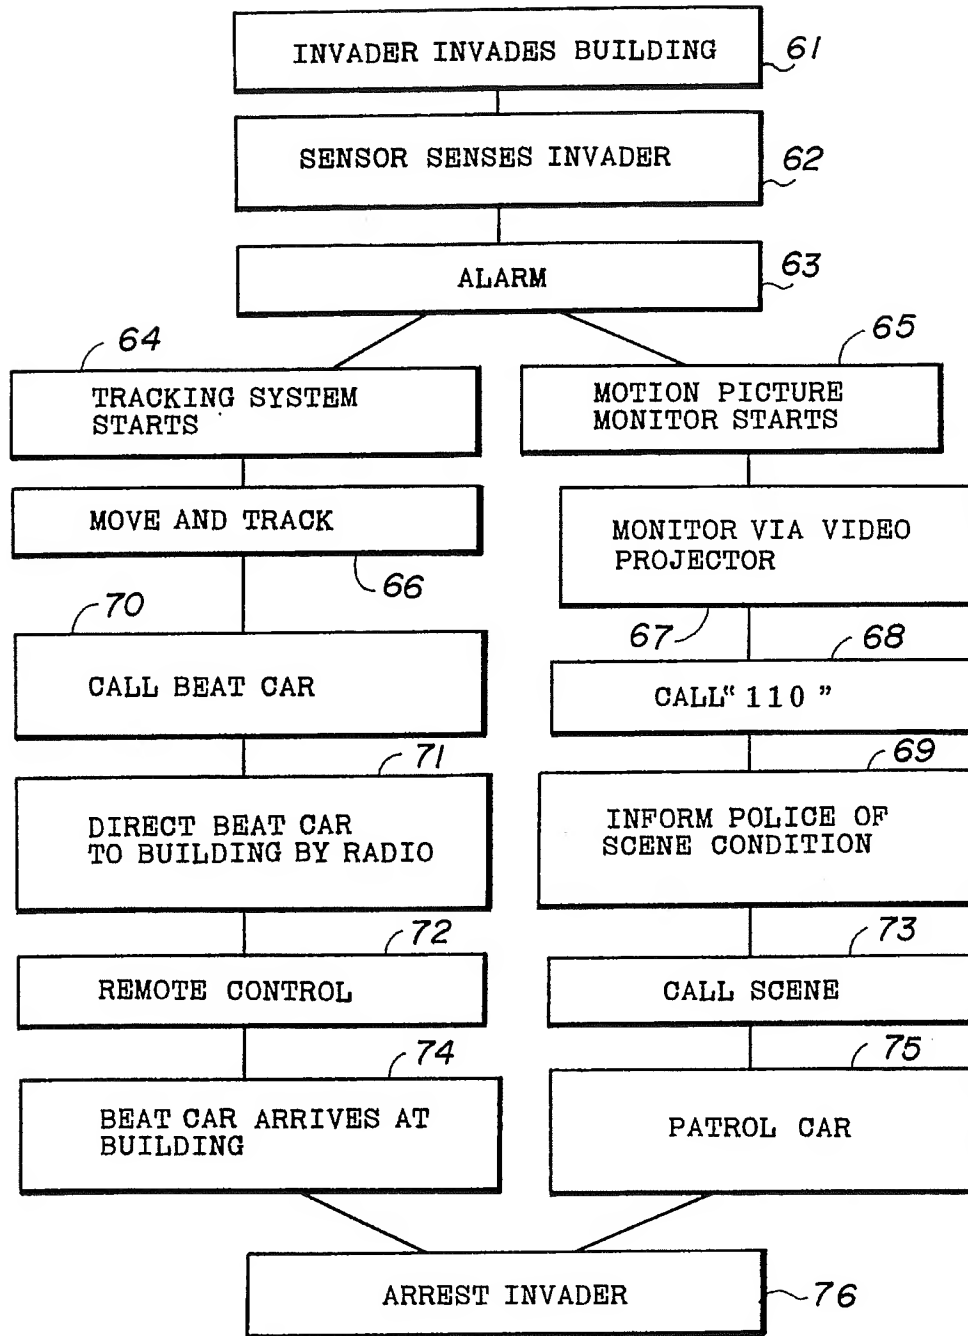 INVADER INVADES BUILDING
61
SENSOR SENSES INVADER
62
ALARM
63
64
TRACKING SYSTEM
STARTS
65
MOTION PICTURE
MONITOR STARTS
MOVE AND TRACK
66
MONITOR VIA VIDEO
PROJECTOR
67
70
CALL BEAT CAR
68
CALL“110”
71
DIRECT BEAT CAR
TO BUILDING BY RADIO
69
INFORM POLICE OF
SCENE CONDITION
72
REMOTE CONTROL
73
CALL SCENE
74
BEAT CAR ARRIVES AT
BUILDING
75
PATROL CAR
ARREST INVADER
76